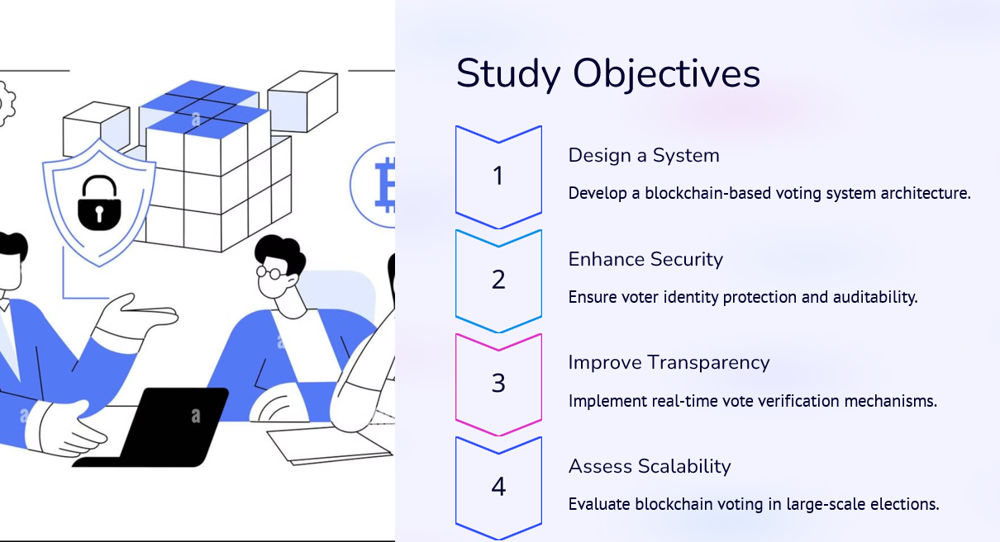 Study Objectives
1
Design a System
Develop a blockchain-based voting system architecture.
2
Enhance Security
Ensure voter identity protection and auditability.
3
Improve Transparency
Implement real-time vote verification mechanisms.
4
Assess Scalability
Evaluate blockchain voting in large-scale elections.
a
a
a
a